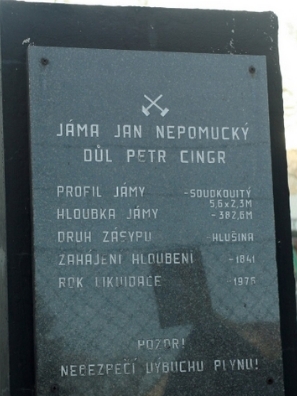 JÁMA JAN NEPOMUCKÝ
DŮL PETR CINGR
PROFIL JÁMY -SOUDKOVITÝ
5,6x2,3M
HLOUBKA JÁMY -382,6M
DRUH ZÁSYPU -HLUŠINA
ZAHÁJENÍ HLOUBENÍ -1841
ROK LIKVIDACE -1976
POZOR!
NEBEZPEČÍ VÝBUCHU PLYNU!